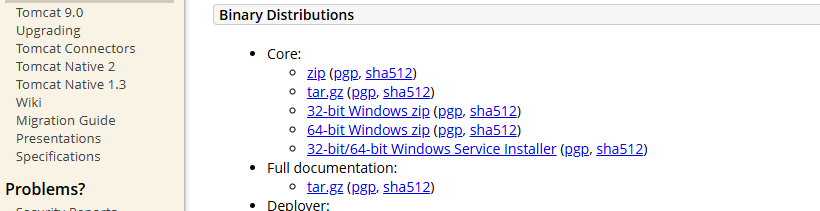 Tomcat 9.0
Upgrading
Tomcat Connectors
Tomcat Native 2
Tomcat Native 1.3
Wiki
Migration Guide
Presentations
Specifications
Problems?
Security Reports
Binary Distributions
Core:
zip (pgp, sha512)
tar.gz (pgp, sha512)
32-bit Windows zip (pgp, sha512)
64-bit Windows zip (pgp, sha512)
32-bit/64-bit Windows Service Installer (pgp, sha512)
Full documentation:
tar.gz (pgp, sha512)
Deployer: